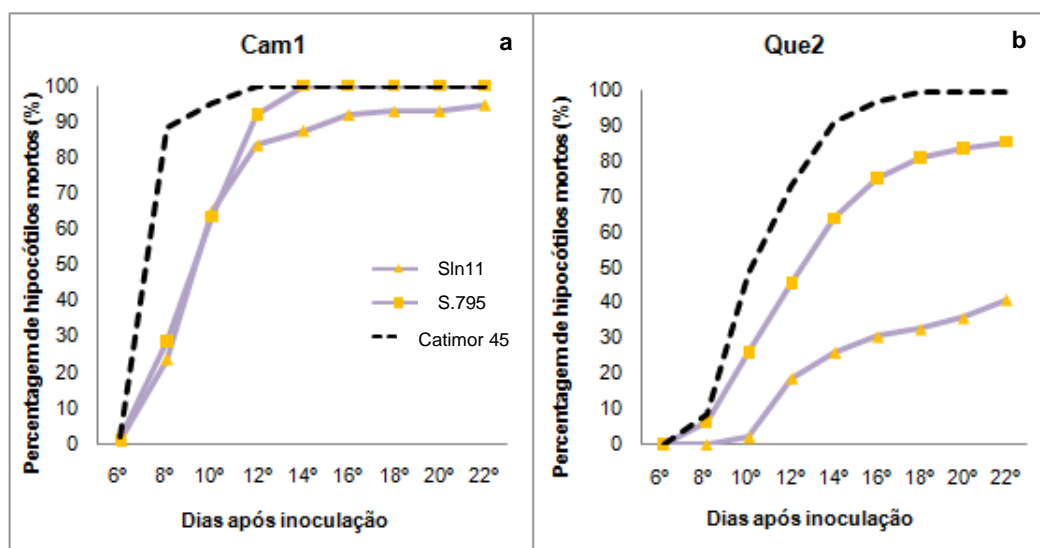 Cam1
a
Percentagem de hipocótilos mortos (%)
100
90
80
70
60
50
40
30
20
10
0
6º 8º 10º 12º 14º 16º 18º 20º 22º
Dias após inoculação
Sln11
S.795
Catimor 45
Que2
b
Percentagem de hipocótilos mortos (%)
100
90
80
70
60
50
40
30
20
10
0
6º 8º 10º 12º 14º 16º 18º 20º 22º
Dias após inoculação